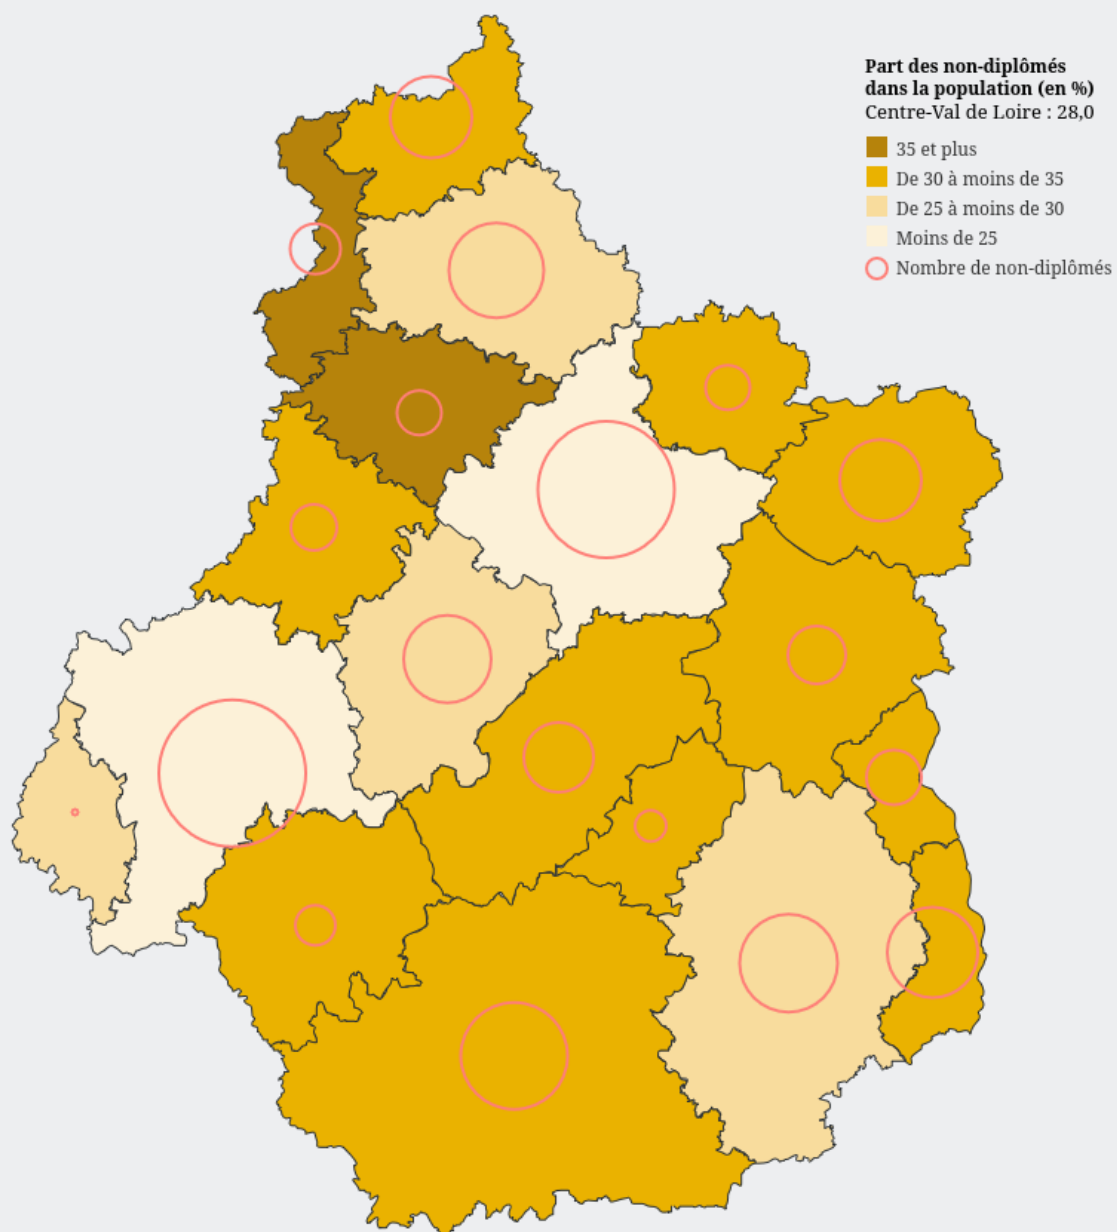 Part des non-diplômés
dans la population (en %)
Centre-Val de Loire : 28,0
35 et plus
De 30 à moins de 35
De 25 à moins de 30
Moins de 25
Nombre de non-diplômés